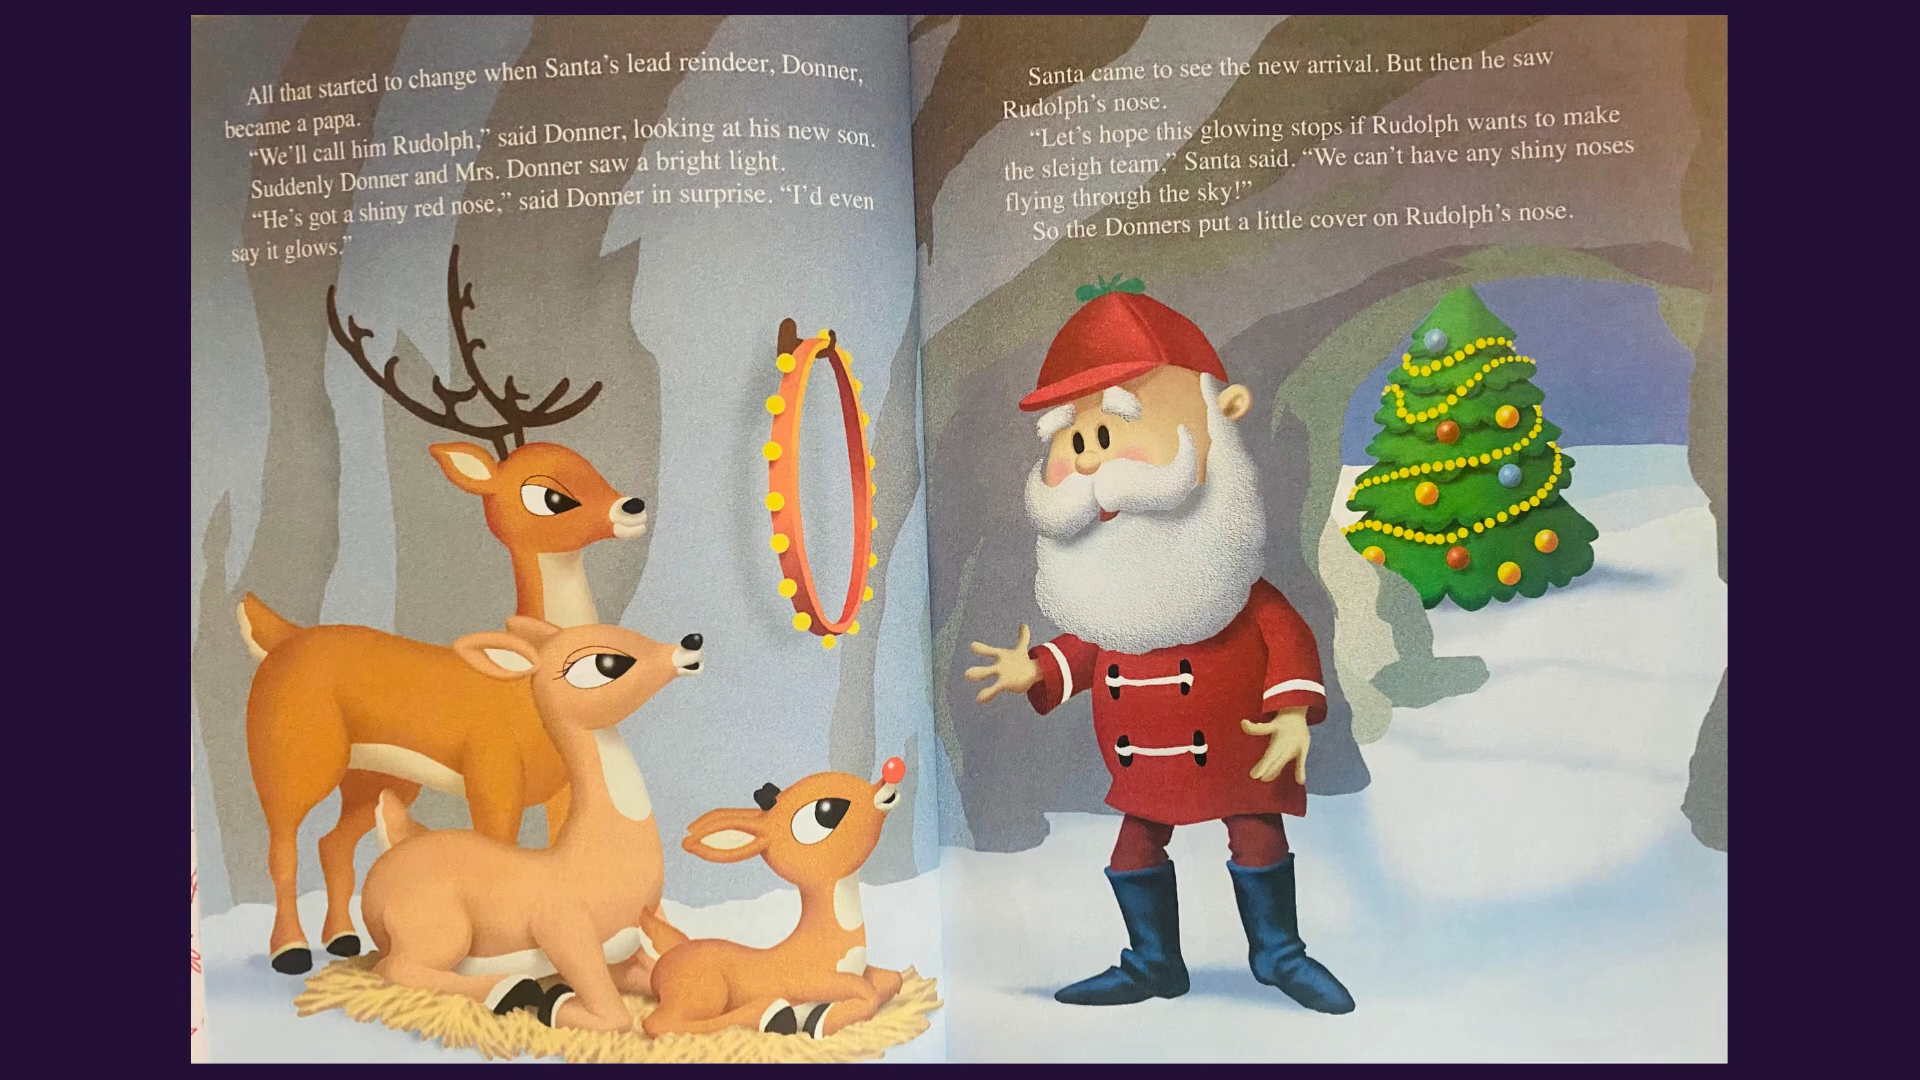 All that started to change when Santa's lead reindeer, Donner,
became a papa.
"We'll call him Rudolph," said Donner, looking at his new son.
Suddenly Donner and Mrs. Donner saw a bright light.
"He's got a shiny red nose," said Donner in surprise. "I'd even
say it glows."
Santa came to see the new arrival. But then he saw
Rudolph's nose.
"Let's hope this glowing stops if Rudolph wants to make
the sleigh team," Santa said. "We can't have any shiny noses
flying through the sky!"
So the Donners put a little cover on Rudolph's nose.